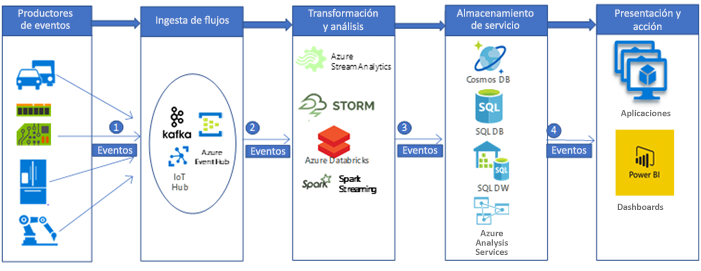 Productores
de eventos
Ingesta de flujos
Transformación
y análisis
Almacenamiento
de servicio
Presentación y
acción
1
Eventos
kafka
Azure
Event Hub
IoT
Hub
2
Eventos
Azure
Stream Analytics
STORM
Azure Databricks
Spark
Spark
Streaming
3
Eventos
Cosmos DB
SQL
SQL DB
SQL DW
Azure
Analysis
Services
4
Eventos
Aplicaciones
Power BI
Dashboards